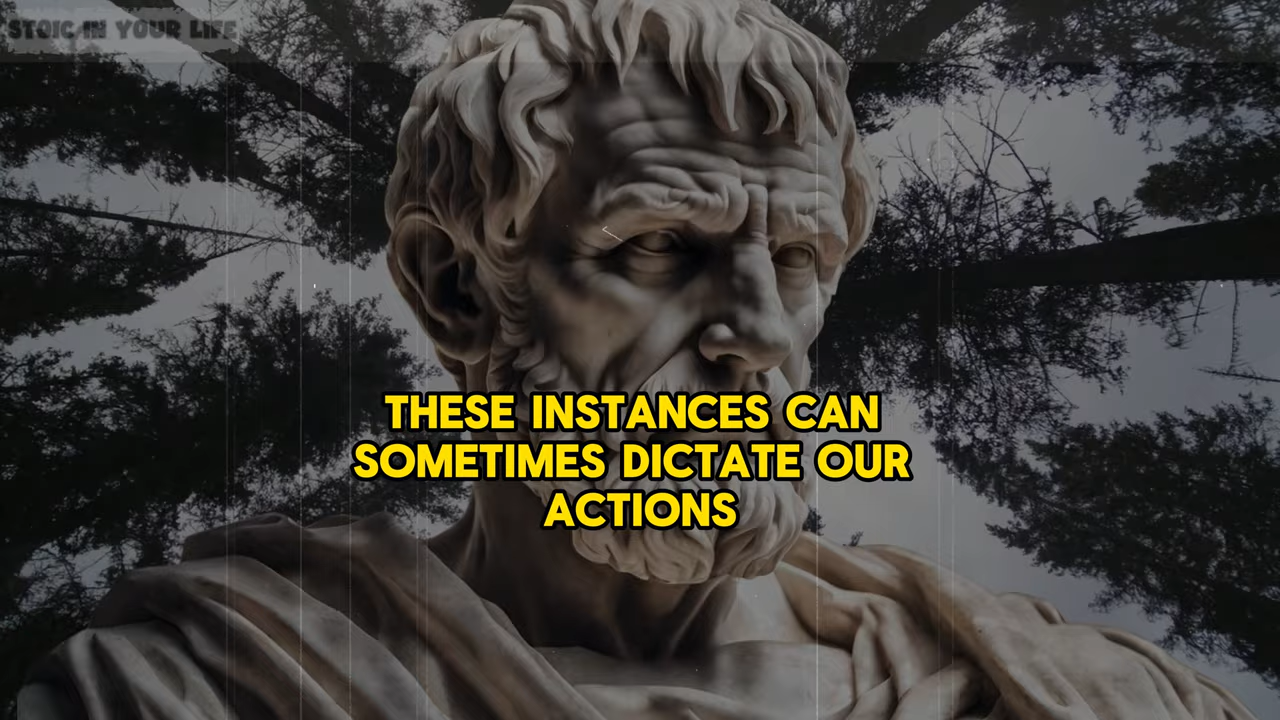 STOIC IN YOUR LIFE
THESE INSTANCES CAN
SOMETIMES DICTATE OUR
ACTIONS